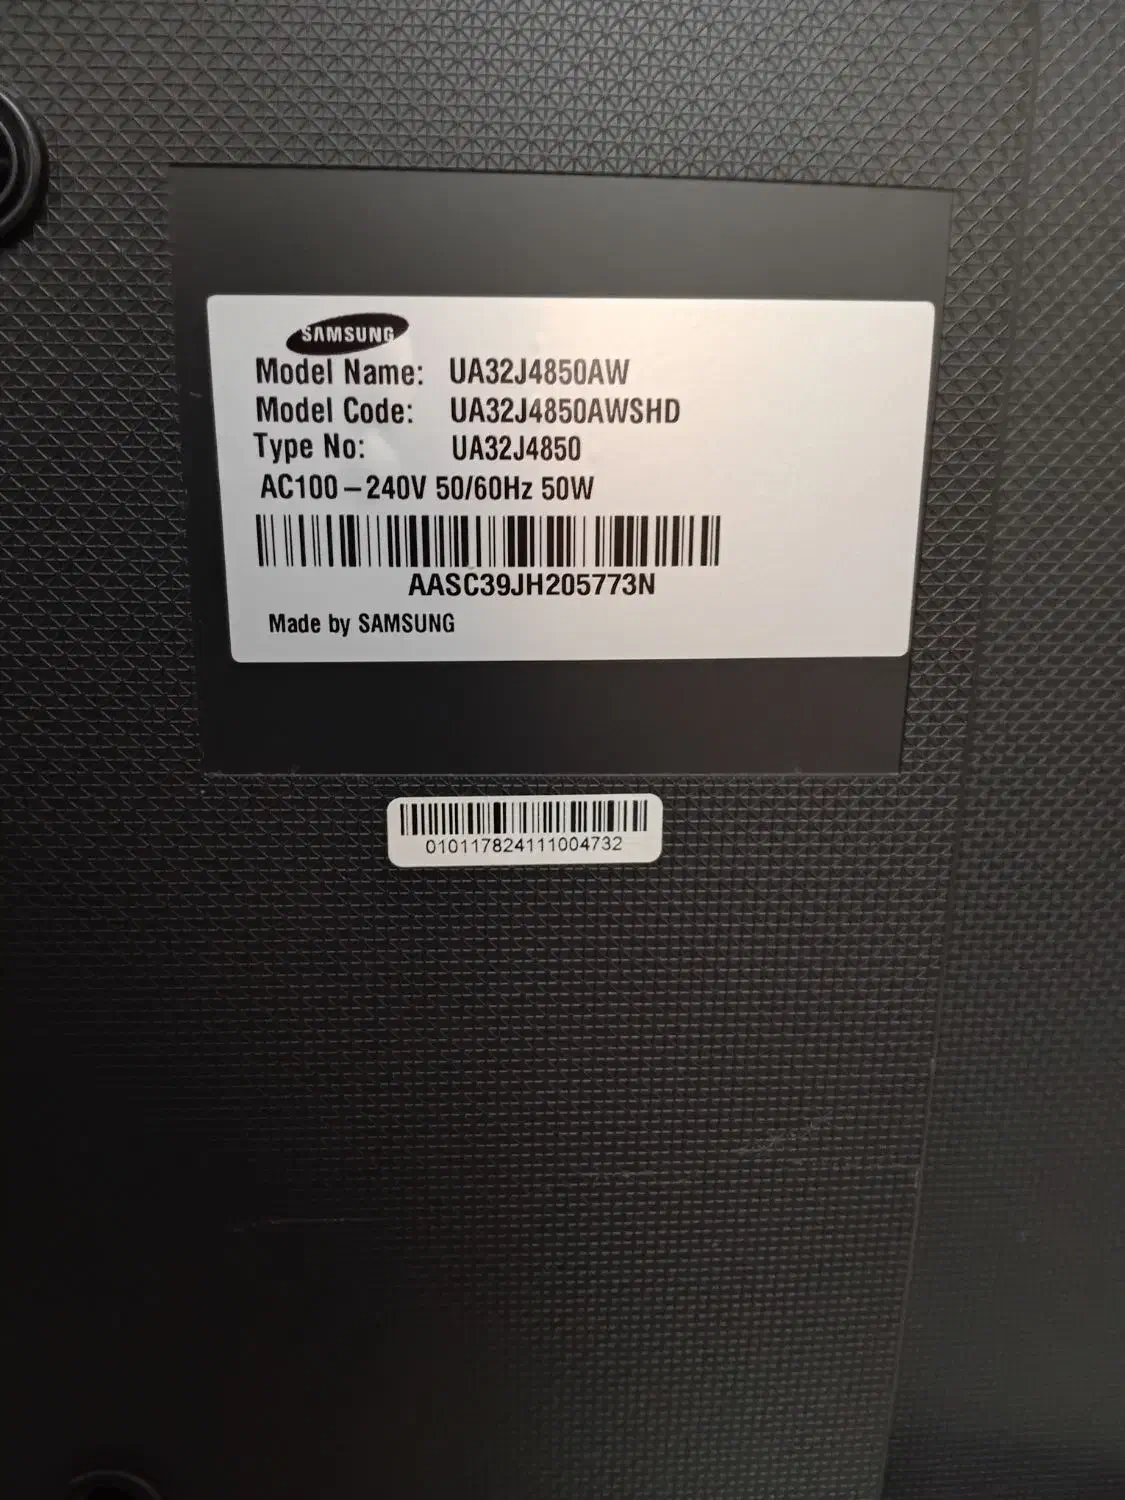 SAMSUNG
Model Name: UA32J4850AW
Model Code: UA32J4850AWSHD
Type No: UA32J4850
AC100-240V 50/60Hz 50W
AASC39JH205773N
Made by SAMSUNG
010117824111004732